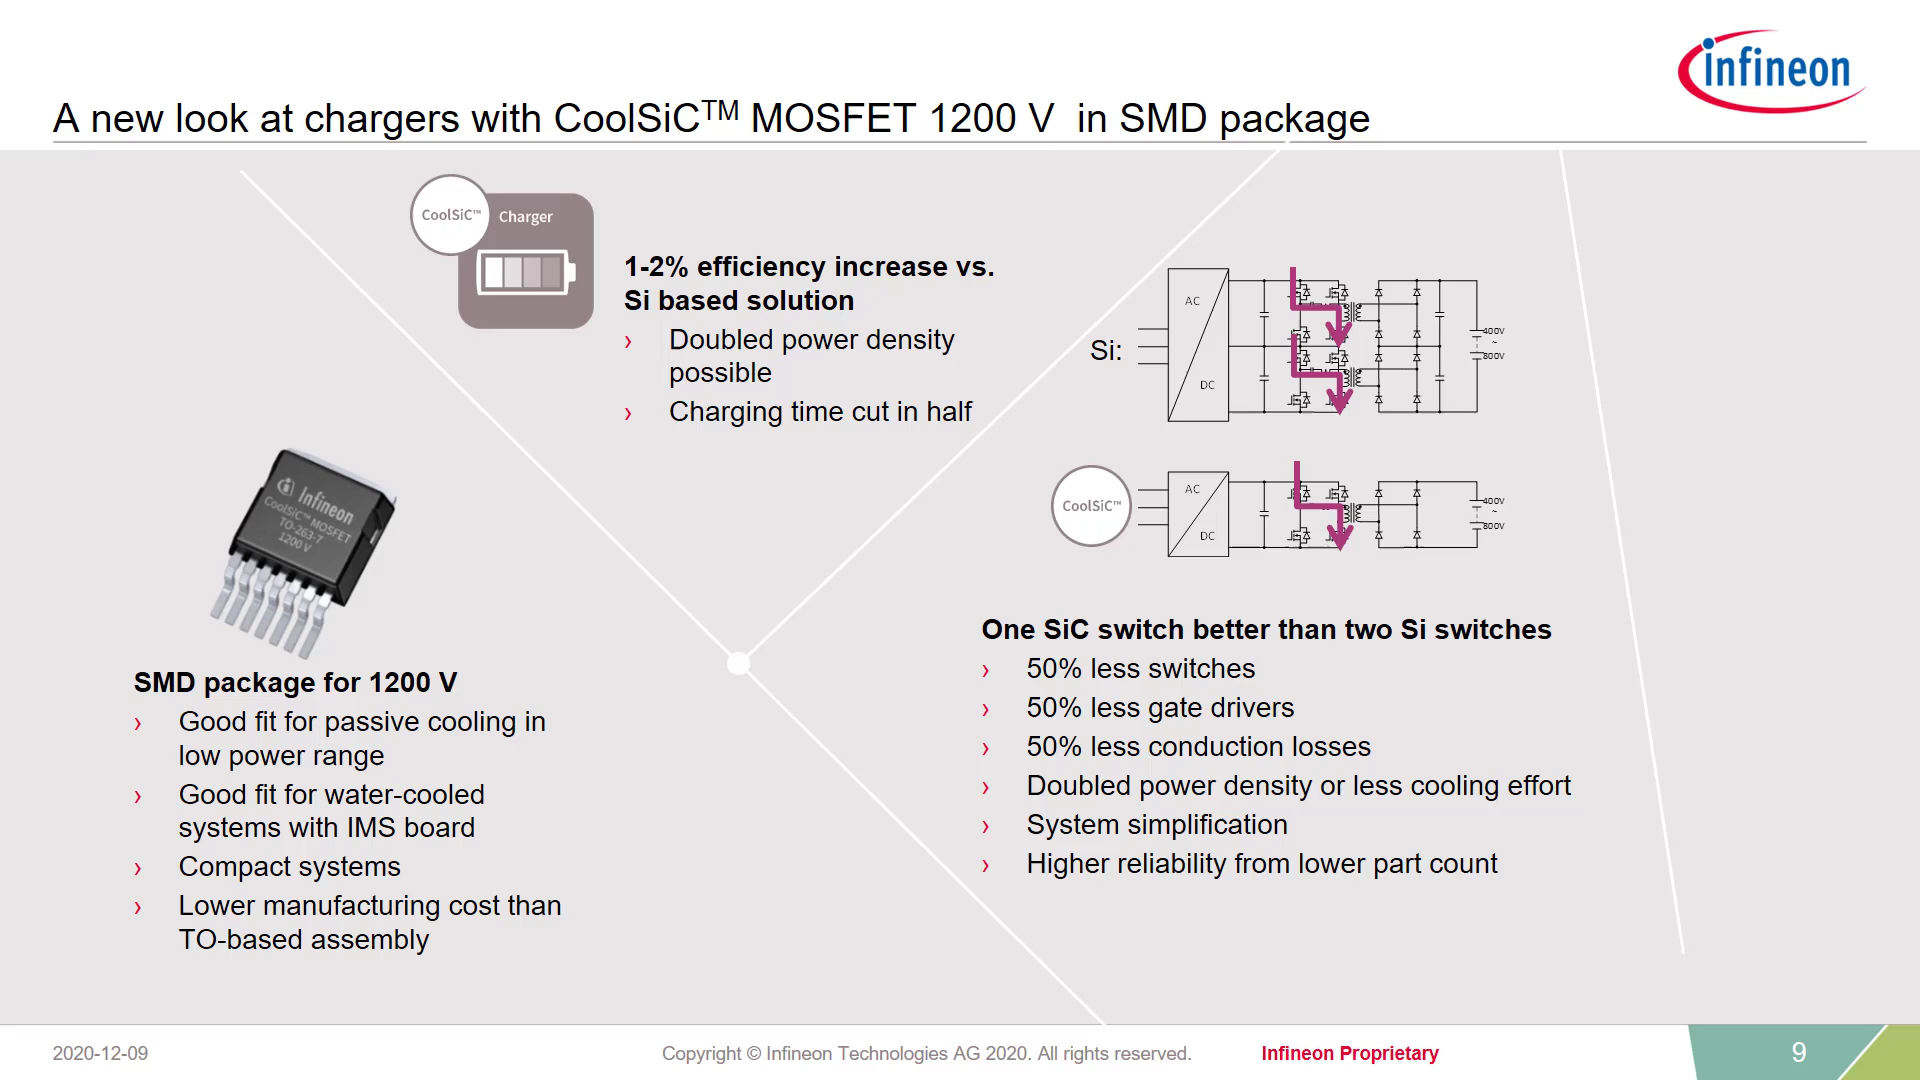 infineon
A new look at chargers with CoolSiC™ MOSFET 1200 V in SMD package
CoolSiC™
Charger
1-2% efficiency increase vs.
Si based solution
› Doubled power density
possible
› Charging time cut in half
Si:
AC
DC
400V
~
800V
CoolSiC™
AC
DC
400V
~
800V
Infineon
CoolSiC™ MOSFET
TO-263-7
1200 V
SMD package for 1200 V
› Good fit for passive cooling in
low power range
› Good fit for water-cooled
systems with IMS board
› Compact systems
› Lower manufacturing cost than
TO-based assembly
One SiC switch better than two Si switches
› 50% less switches
› 50% less gate drivers
› 50% less conduction losses
› Doubled power density or less cooling effort
› System simplification
› Higher reliability from lower part count
2020-12-09
Copyright © Infineon Technologies AG 2020. All rights reserved.
Infineon Proprietary
9